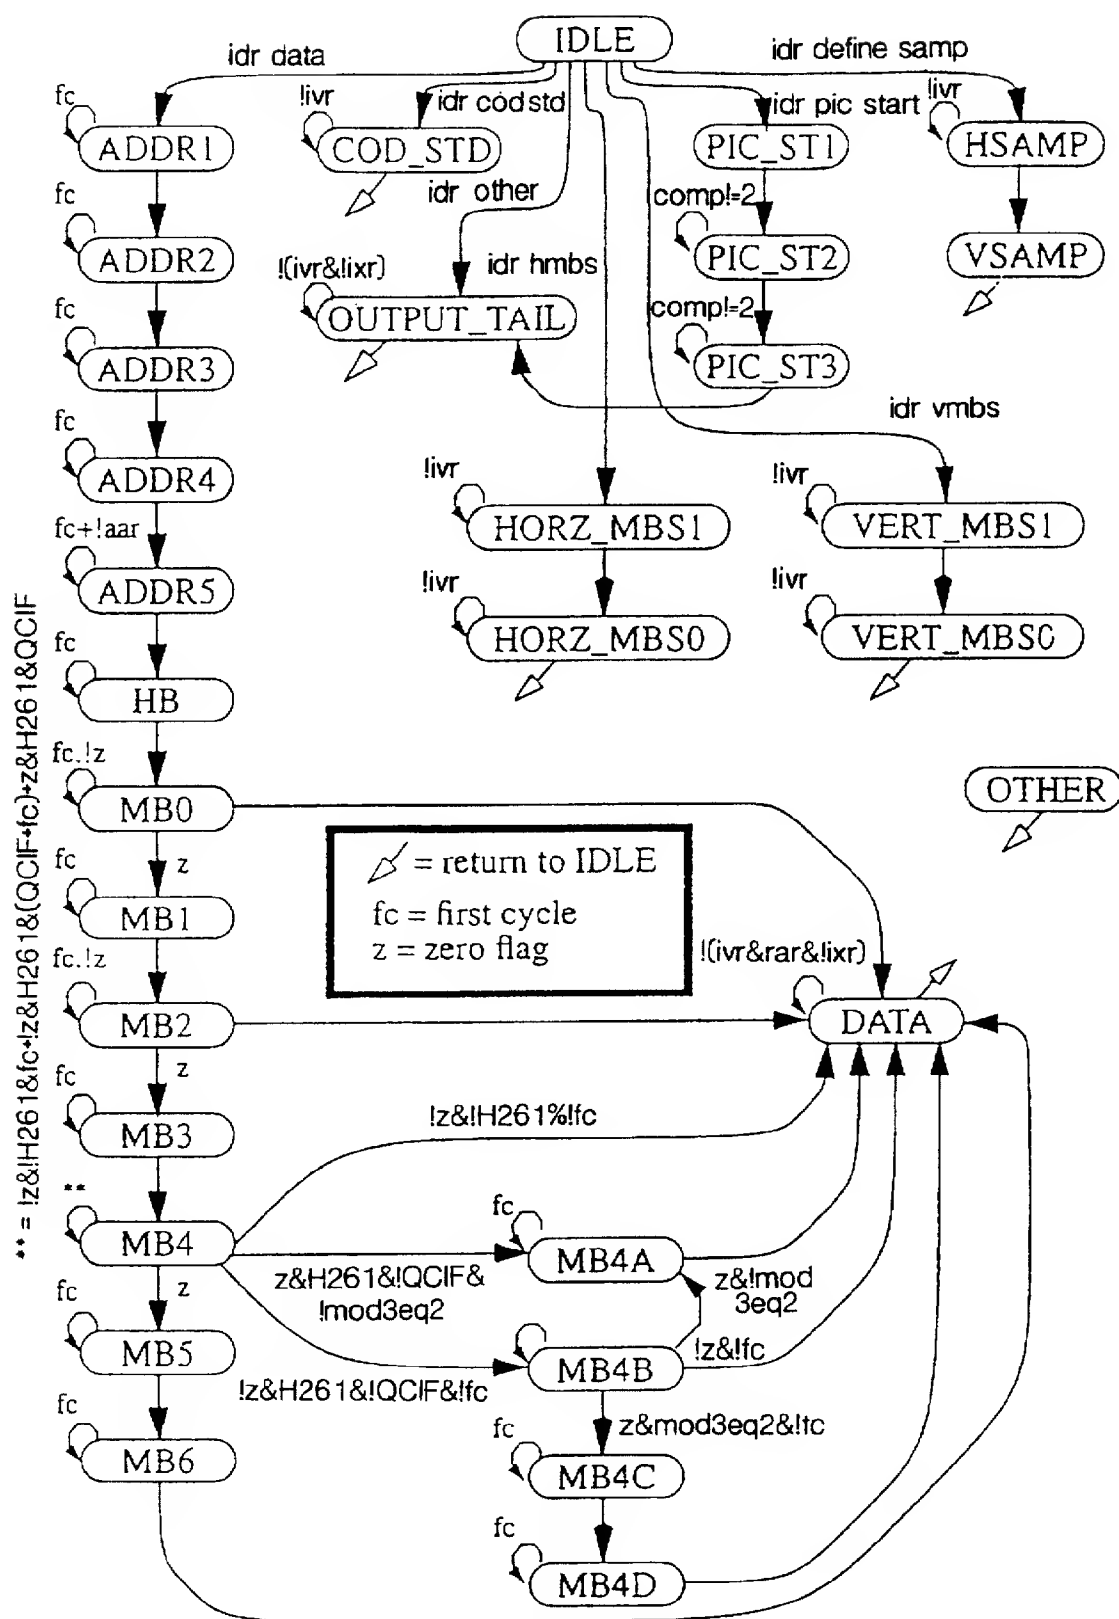 IDLE
idr data
idr codstd
idr pic start
idr define samp
fc
ADDR1
!ivr
COD_STD
PIC_ST1
!ivr
HSAMP
idr other
fc
ADDR2
comp!=2
PIC_ST2
VSAMP
!(ivr&!ixr)
OUTPUT_TAIL
idr hmbs
fc
ADDR3
comp!=2
PIC_ST3
idr vmbs
fc
ADDR4
!ivr
HORZ_MBS1
!ivr
VERT_MBS1
fc+!aar
ADDR5
!ivr
HORZ_MBS0
!ivr
VERT_MBS0
fc
HB
fc.!z
MB0
OTHER
= return to IDLE
fc = first cycle
z = zero flag
z
fc
MB1
fc.!z
MB2
!(ivr&rar&!ixr)
DATA
z
fc
MB3
!z&!H261%!fc
**
MB4
fc
MB4A
z&H261&!QCIF&
!mod3eq2
z&!mod
3eq2
z
fc
MB5
MB4B
!z&!fc
!z&H261&!QCIF&!fc
z&mod3eq2&!fc
fc
MB6
fc
MB4C
fc
MB4D
** = !z&!H261&fc+!z&H261&(QCIF+fc)+z&H261&QCIF